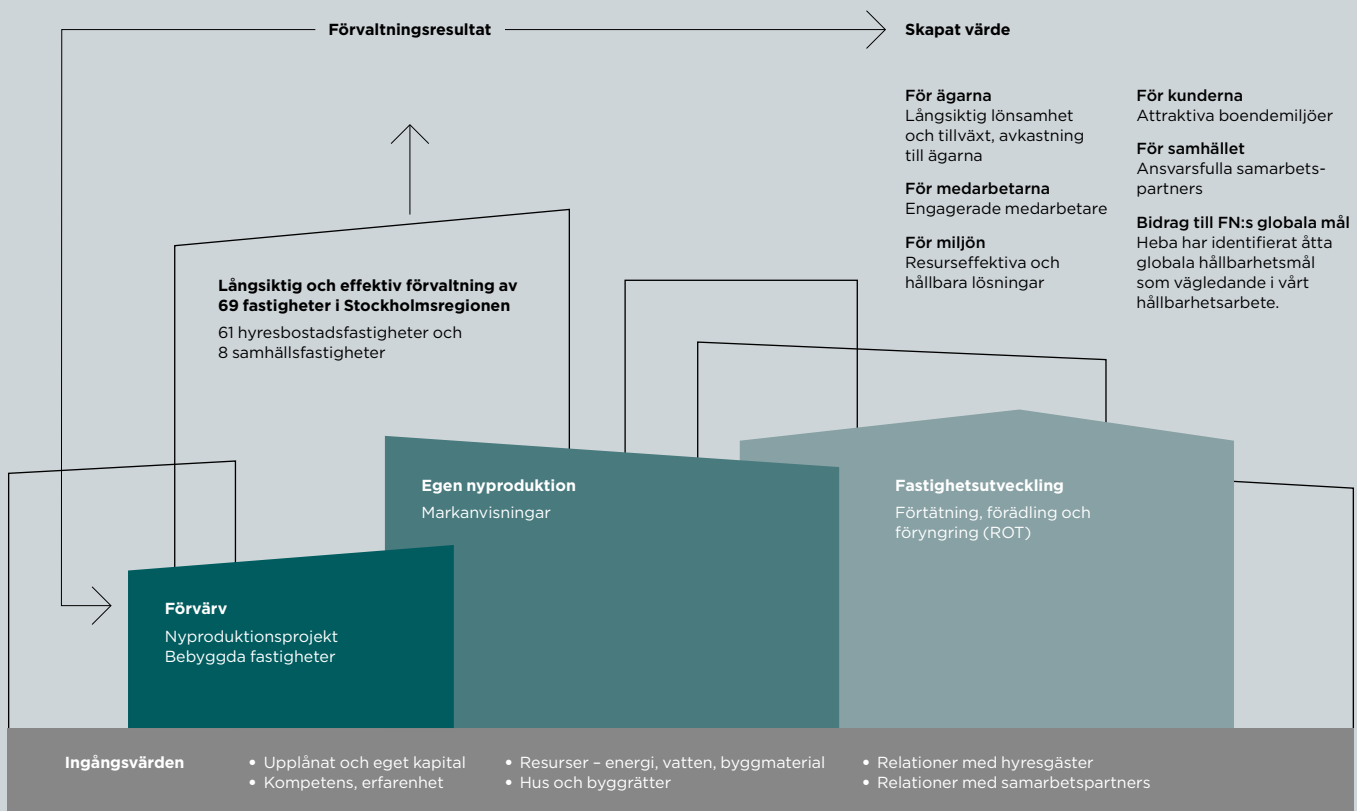 Förvaltningsresultat
Skapat värde
För ägarna
Långsiktig lönsamhet
och tillväxt, avkastning
till ägarna
För medarbetarna
Engagerade medarbetare
För miljön
Resurseffektiva och
hållbara lösningar
För kunderna
Attraktiva boendemiljöer
För samhället
Ansvarsfulla samarbets-
partners
Bidrag till FN:s globala mål
Heba har identifierat åtta
globala hållbarhetsmål
som vägledande i vårt
hållbarhetsarbete.
Långsiktig och effektiv förvaltning av
69 fastigheter i Stockholmsregionen
61 hyresbostadsfastigheter och
8 samhällsfastigheter
Egen nyproduktion
Markanvisningar
Fastighetsutveckling
Förtätning, förädling och
föryngring (ROT)
Förvärv
Nyproduktionsprojekt
Bebyggda fastigheter
Ingångsvärden
• Upplånat och eget kapital
• Kompetens, erfarenhet
• Resurser – energi, vatten, byggmaterial
• Hus och byggrätter
• Relationer med hyresgäster
• Relationer med samarbetspartners